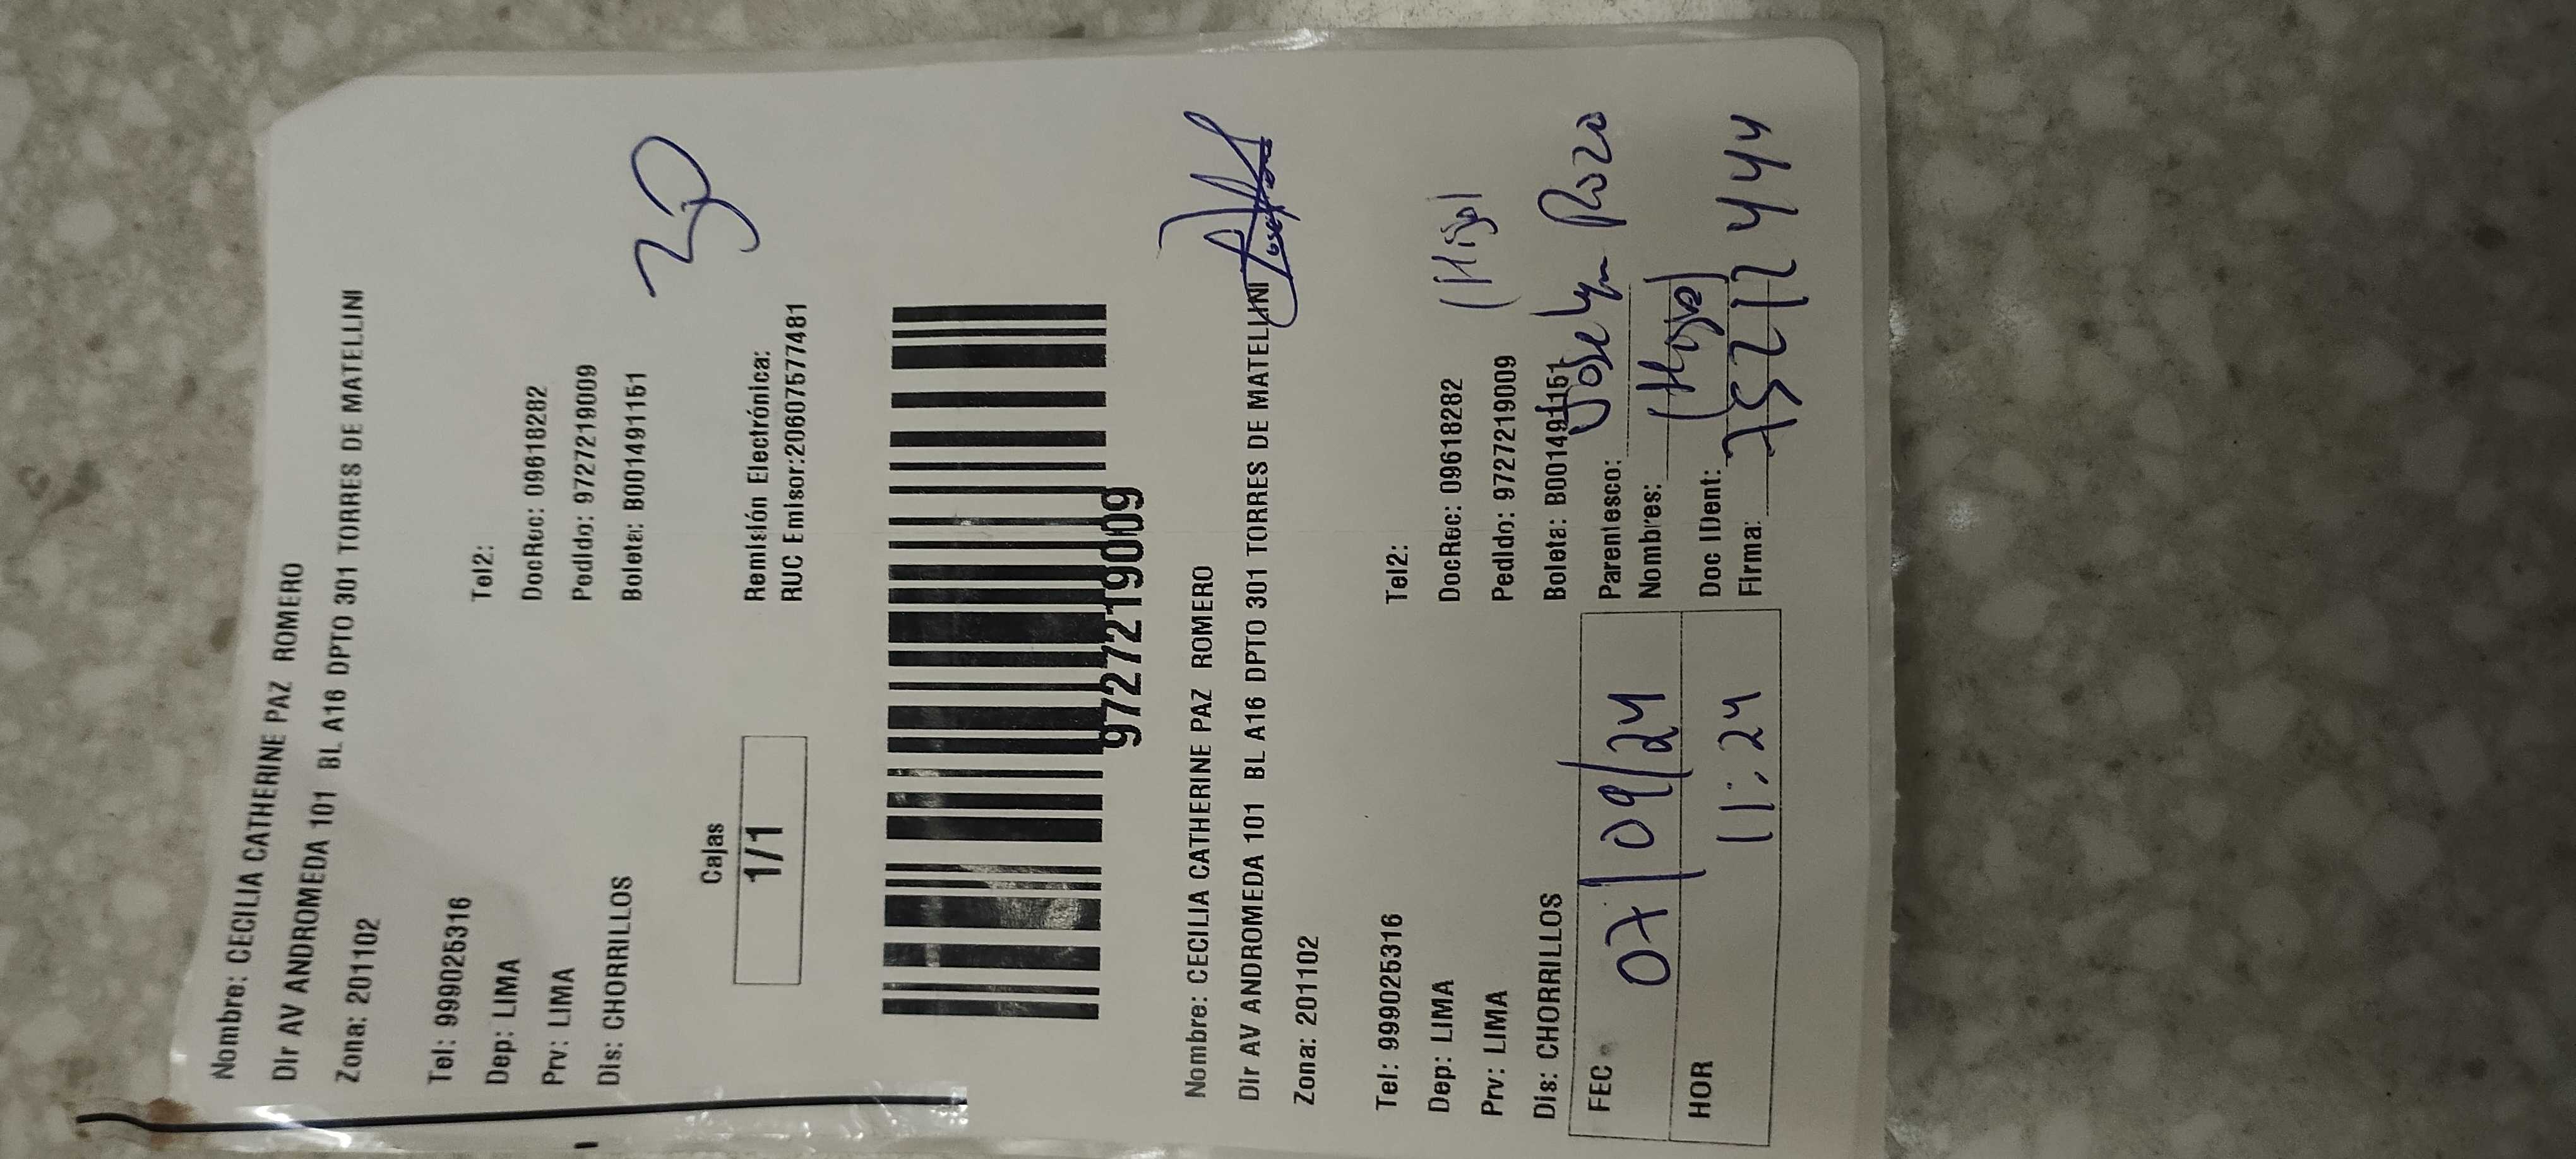 Nombre: CECILIA CATHERINE PAZ ROMERO
Dir AV ANDROMEDA 101 BL A16 DPTO 301 TORRES DE MATELLINI
Zona: 201102
Tel: 999025316
Tel2:
Dep: LIMA
DocRec: 09618282
Prv: LIMA
Pedido: 9727219009
Dis: CHORRILLOS
Boleta: B001491151
30
Cajas
1/1
Remisión Electrónica:
RUC Emisor:20607577481
9727219009
Nombre: CECILIA CATHERINE PAZ ROMERO
Dir AV ANDROMEDA 101 BL A16 DPTO 301 TORRES DE MATELLINI
Zona: 201102
Tel: 999025316
Tel2:
Dep: LIMA
DocRec: 09618282
(Hija)
Prv: LIMA
Pedido: 9727219009
Dis: CHORRILLOS
Boleta: B001491151
FEC 07/09/24
Parentesco: Joselyn
Nombres: (Hija)
HOR 11:24
Doc IDent:
Firma: